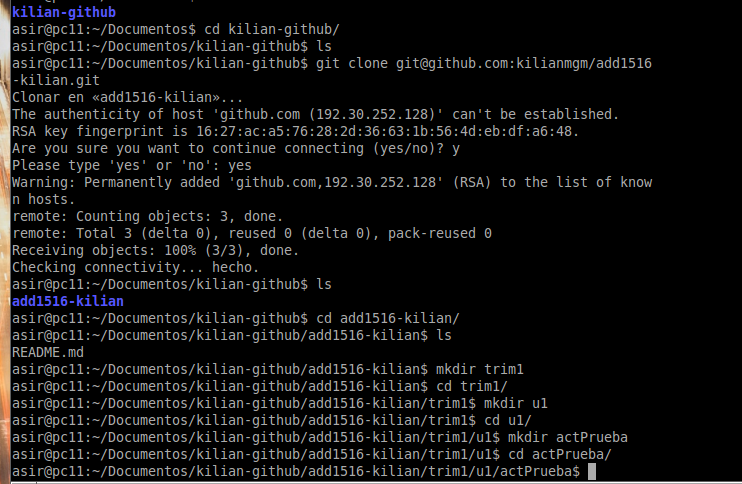 kilian-github
asir@pc11:~/Documentos$ cd kilian-github/
asir@pc11:~/Documentos/kilian-github$ ls
asir@pc11:~/Documentos/kilian-github$ git clone git@github.com:kilianmgm/add1516
-kilian.git
Clonar en «add1516-kilian»...
The authenticity of host 'github.com (192.30.252.128)' can't be established.
RSA key fingerprint is 16:27:ac:a5:76:28:2d:36:63:1b:56:4d:eb:df:a6:48.
Are you sure you want to continue connecting (yes/no)? y
Please type 'yes' or 'no': yes
Warning: Permanently added 'github.com,192.30.252.128' (RSA) to the list of know
n hosts.
remote: Counting objects: 3, done.
remote: Total 3 (delta 0), reused 0 (delta 0), pack-reused 0
Receiving objects: 100% (3/3), done.
Checking connectivity... hecho.
asir@pc11:~/Documentos/kilian-github$ ls
add1516-kilian
asir@pc11:~/Documentos/kilian-github$ cd add1516-kilian/
asir@pc11:~/Documentos/kilian-github/add1516-kilian$ ls
README.md
asir@pc11:~/Documentos/kilian-github/add1516-kilian$ mkdir trim1
asir@pc11:~/Documentos/kilian-github/add1516-kilian$ cd trim1/
asir@pc11:~/Documentos/kilian-github/add1516-kilian/trim1$ mkdir u1
asir@pc11:~/Documentos/kilian-github/add1516-kilian/trim1$ cd u1/
asir@pc11:~/Documentos/kilian-github/add1516-kilian/trim1/u1$ mkdir actPrueba
asir@pc11:~/Documentos/kilian-github/add1516-kilian/trim1/u1$ cd actPrueba/
asir@pc11:~/Documentos/kilian-github/add1516-kilian/trim1/u1/actPrueba$